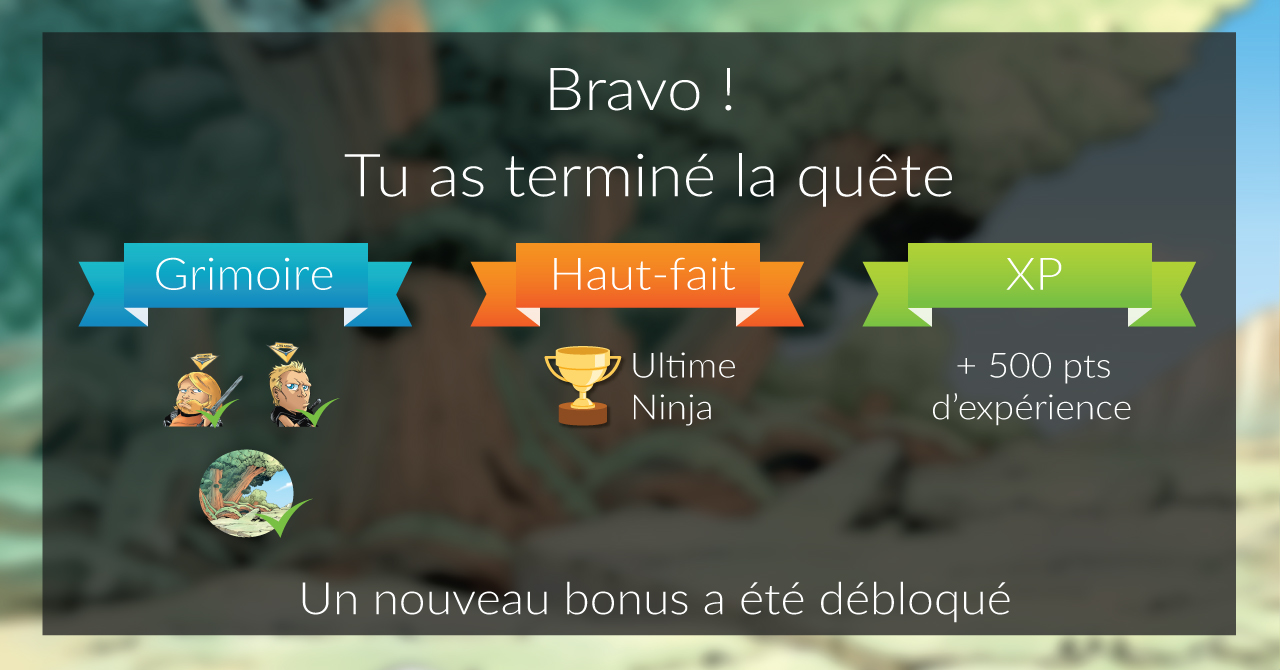 Bravo !
Tu as terminé la quête
Grimoire
Haut-fait
XP
Ultime
Ninja
+ 500 pts
d’expérience
Un nouveau bonus a été débloqué